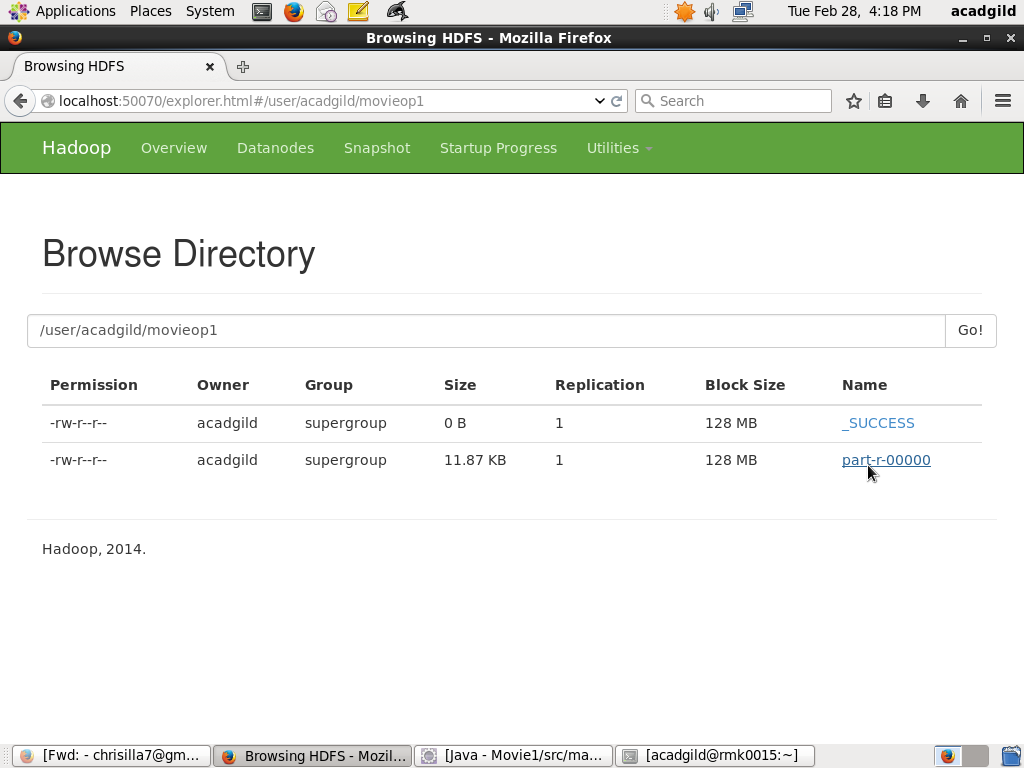 Applications Places System Tue Feb 28, 4:18 PM acadgild
Browsing HDFS - Mozilla Firefox
Browsing HDFS
localhost:50070/explorer.html#/user/acadgild/movieop1 Search
Hadoop Overview Datanodes Snapshot Startup Progress Utilities
Browse Directory
/user/acadgild/movieop1 Go!
Permission Owner Group Size Replication Block Size Name
-rw-r--r-- acadgild supergroup 0 B 1 128 MB _SUCCESS
-rw-r--r-- acadgild supergroup 11.87 KB 1 128 MB part-r-00000
Hadoop, 2014.
[Fwd: - chrisilla7@gm... Browsing HDFS - Mozil... [Java - Movie1/src/ma... [acadgild@rmk0015:~]